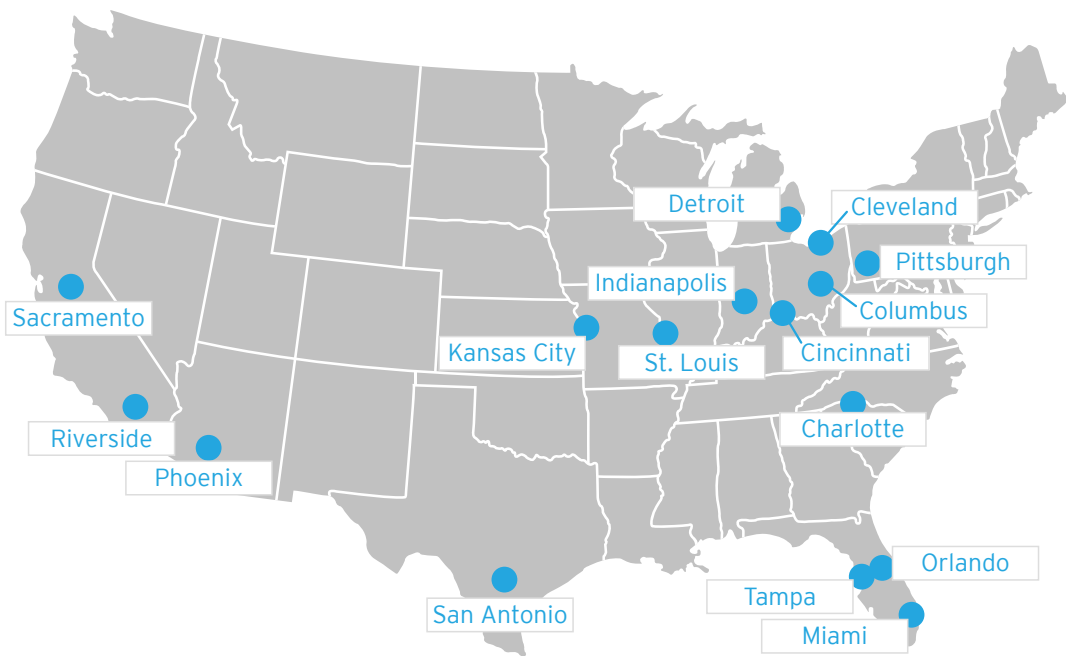 Detroit
Cleveland
Pittsburgh
Indianapolis
Columbus
Sacramento
Kansas City
St. Louis
Cincinnati
Riverside
Charlotte
Phoenix
Orlando
Tampa
San Antonio
Miami